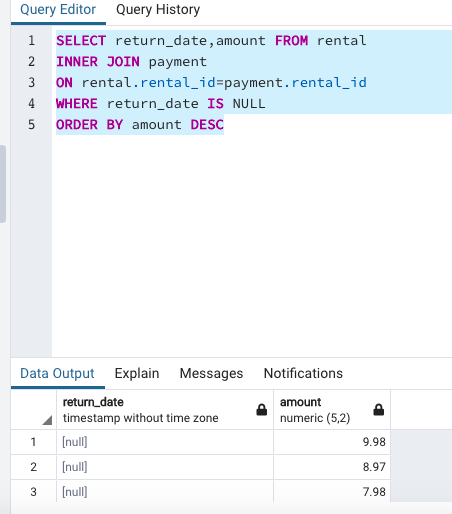 Query Editor Query History
1 SELECT return_date,amount FROM rental
2 INNER JOIN payment
3 ON rental.rental_id=payment.rental_id
4 WHERE return_date IS NULL
5 ORDER BY amount DESC
Data Output Explain Messages Notifications
return_date amount
timestamp without time zone numeric (5,2)
1 [null] 9.98
2 [null] 8.97
3 [null] 7.98